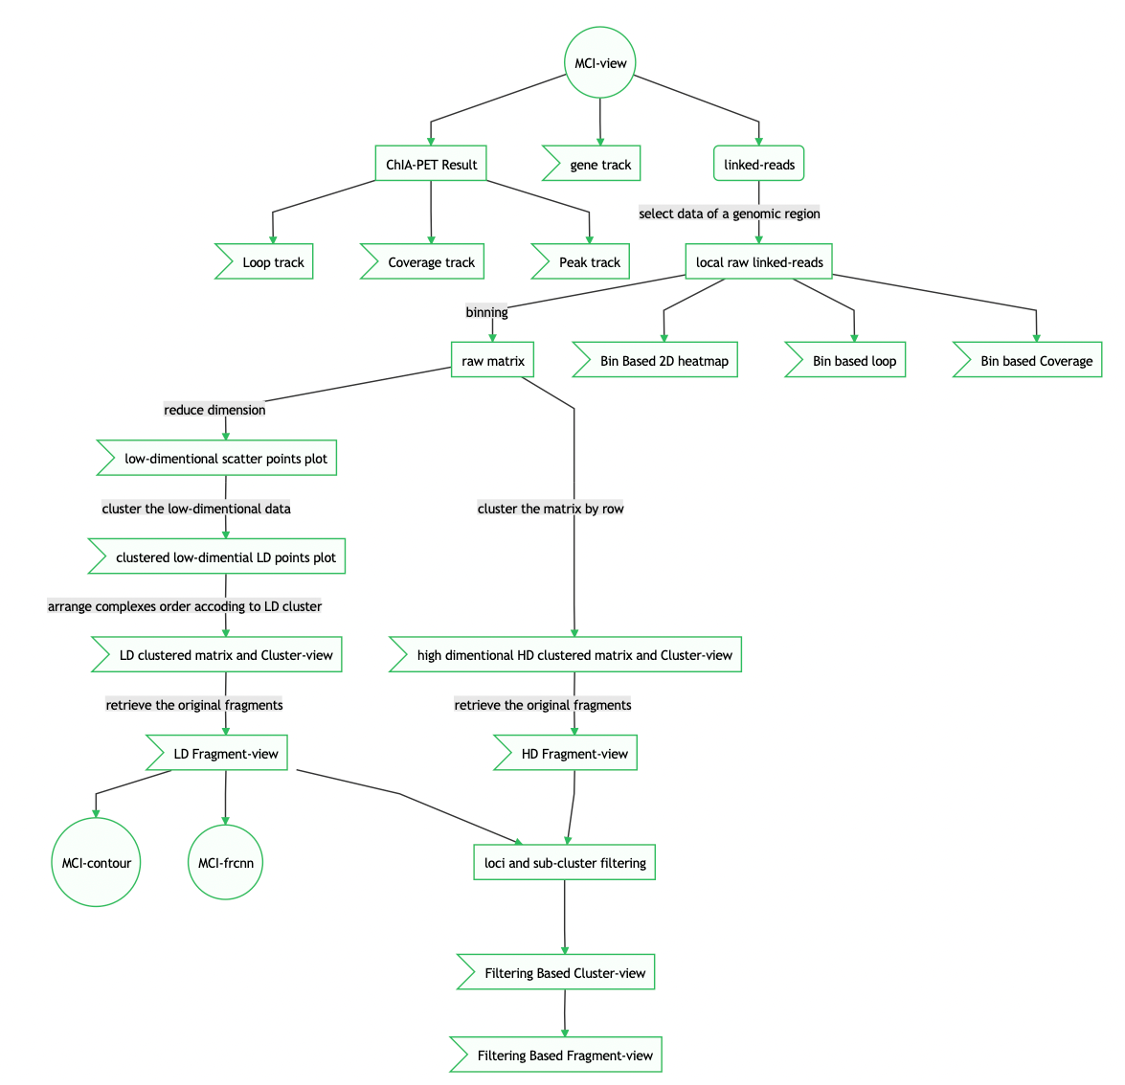 MCI-view
ChIA-PET Result
gene track
linked-reads
select data of a genomic region
Loop track
Coverage track
Peak track
local raw linked-reads
binning
raw matrix
Bin Based 2D heatmap
Bin based loop
Bin based Coverage
reduce dimension
low-dimentional scatter points plot
cluster the low-dimentional data
cluster the matrix by row
clustered low-dimential LD points plot
arrange complexes order accoding to LD cluster
LD clustered matrix and Cluster-view
high dimentional HD clustered matrix and Cluster-view
retrieve the original fragments
retrieve the original fragments
LD Fragment-view
HD Fragment-view
MCI-contour
MCI-frcnn
loci and sub-cluster filtering
Filtering Based Cluster-view
Filtering Based Fragment-view